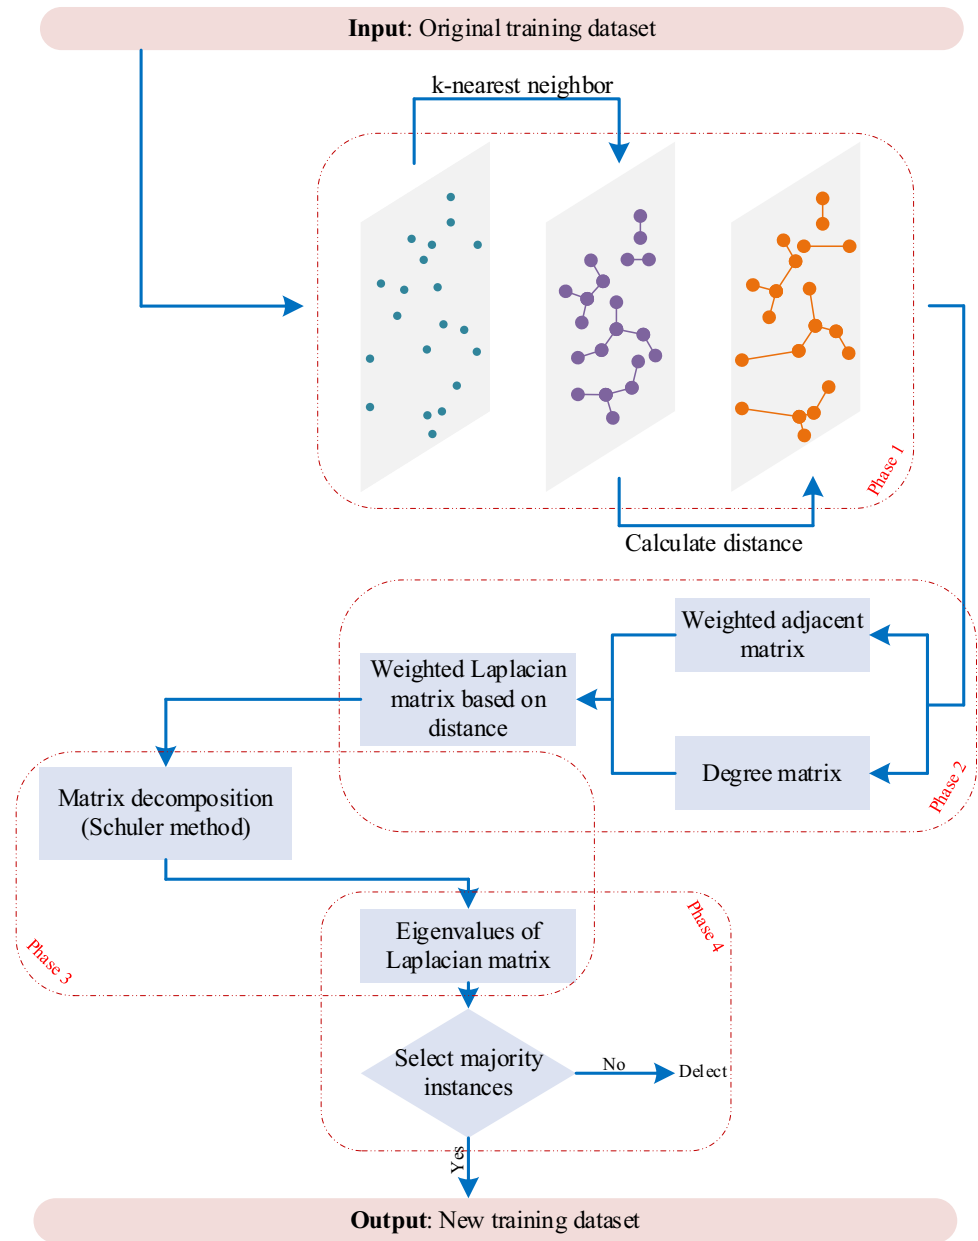 Input: Original training dataset
k-nearest neighbor
Phase 1
Calculate distance
Weighted adjacent
matrix
Weighted Laplacian
matrix based on
distance
Degree matrix
Phase 2
Matrix decomposition
(Schuler method)
Eigenvalues of
Laplacian matrix
Phase 4
Phase 3
Select majority
instances
No
Delect
Yes
Output: New training dataset